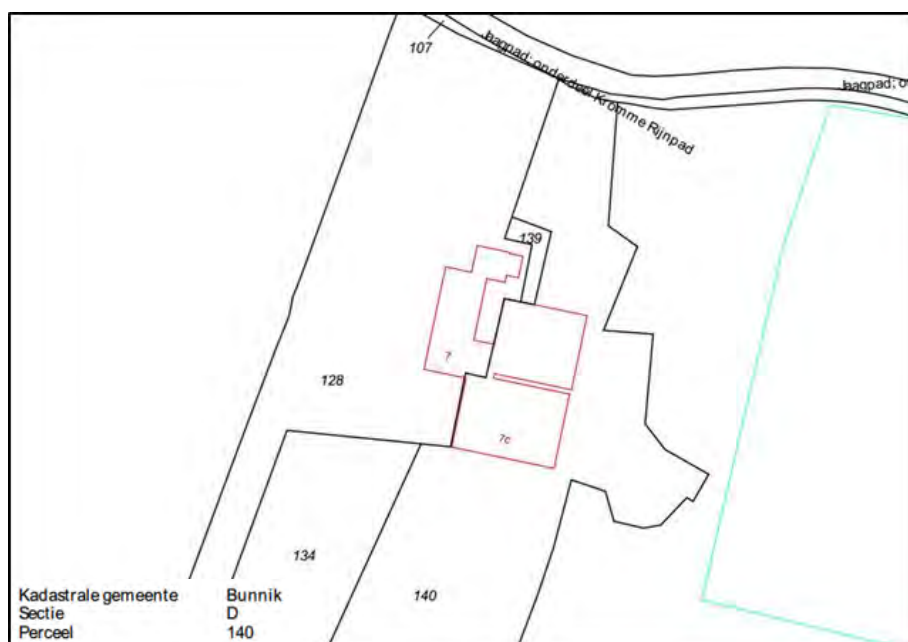 107
Jaagpad; onderdeel Kromme Rijnpad
Jaagpad; o
139
7
128
7c
134
140
Kadastrale gemeente Bunnik
Sectie D
Perceel 140